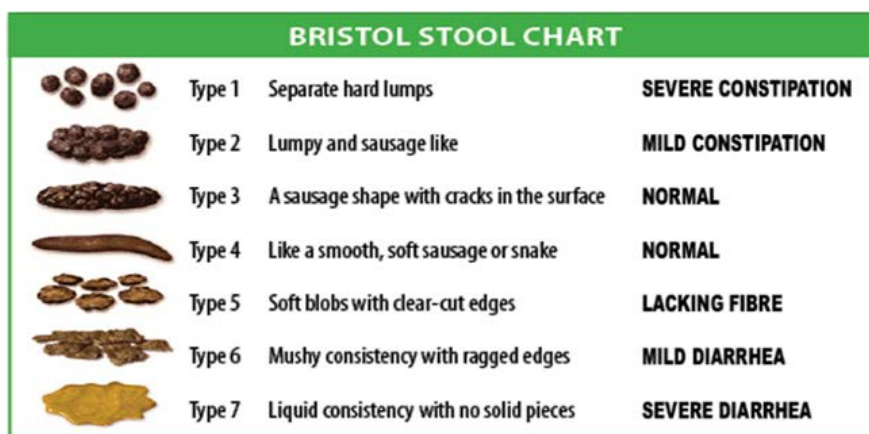 BRISTOL STOOL CHART
Type 1 Separate hard lumps SEVERE CONSTIPATION
Type 2 Lumpy and sausage like MILD CONSTIPATION
Type 3 A sausage shape with cracks in the surface NORMAL
Type 4 Like a smooth, soft sausage or snake NORMAL
Type 5 Soft blobs with clear-cut edges LACKING FIBRE
Type 6 Mushy consistency with ragged edges MILD DIARRHEA
Type 7 Liquid consistency with no solid pieces SEVERE DIARRHEA